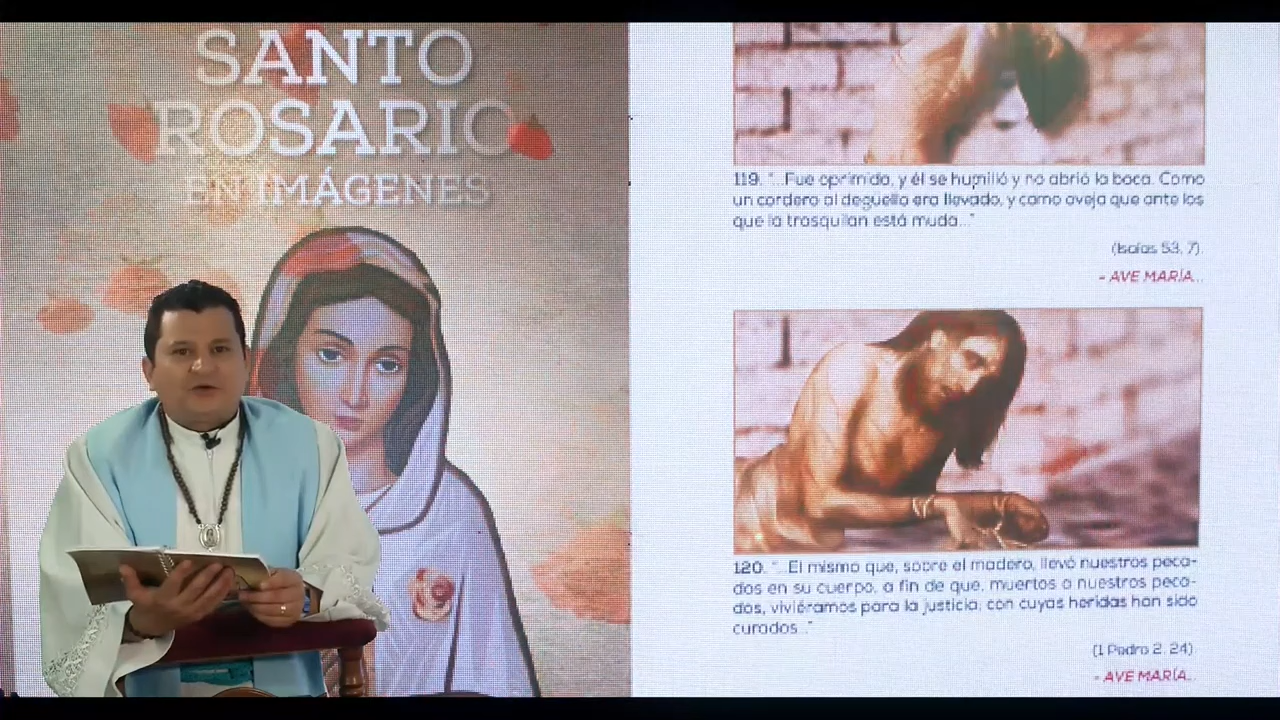 SANTO
ROSARIO
EN IMÁGENES
119. "...Fue oprimido, y él se humilló y no abrió la boca. Como
un cordero al deguello era llevado, y como oveja que ante los
que la trasquilan está muda..."
(Isaías 53, 7).
- AVE MARÍA...
120. "... El mismo que, sobre el madero, llevó nuestros peca-
dos en su cuerpo, a fin de que, muertos a nuestros peca-
dos, viviéramos para la justicia, con cuyas heridas han sido
curados..."
(1 Pedro 2, 24)
- AVE MARÍA...